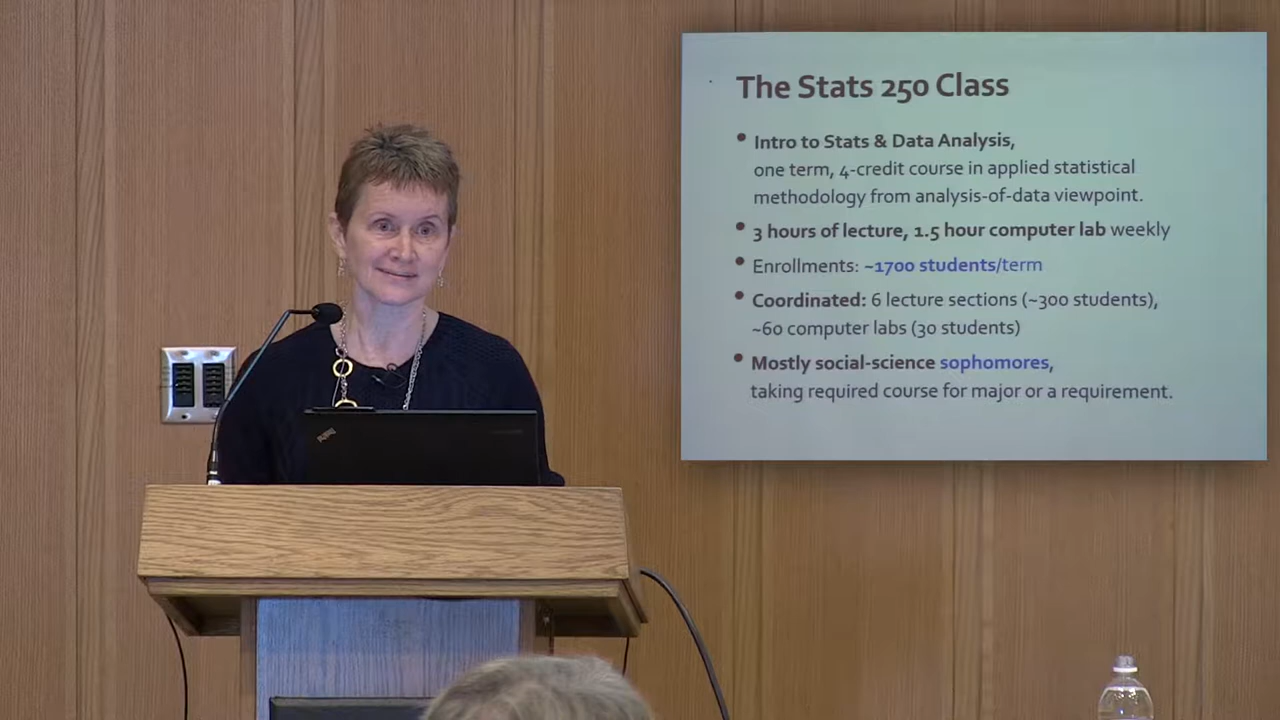 The Stats 250 Class
• Intro to Stats & Data Analysis,
one term, 4-credit course in applied statistical
methodology from analysis-of-data viewpoint.
• 3 hours of lecture, 1.5 hour computer lab weekly
• Enrollments: ~1700 students/term
• Coordinated: 6 lecture sections (~300 students),
~60 computer labs (30 students)
• Mostly social-science sophomores,
taking required course for major or a requirement.